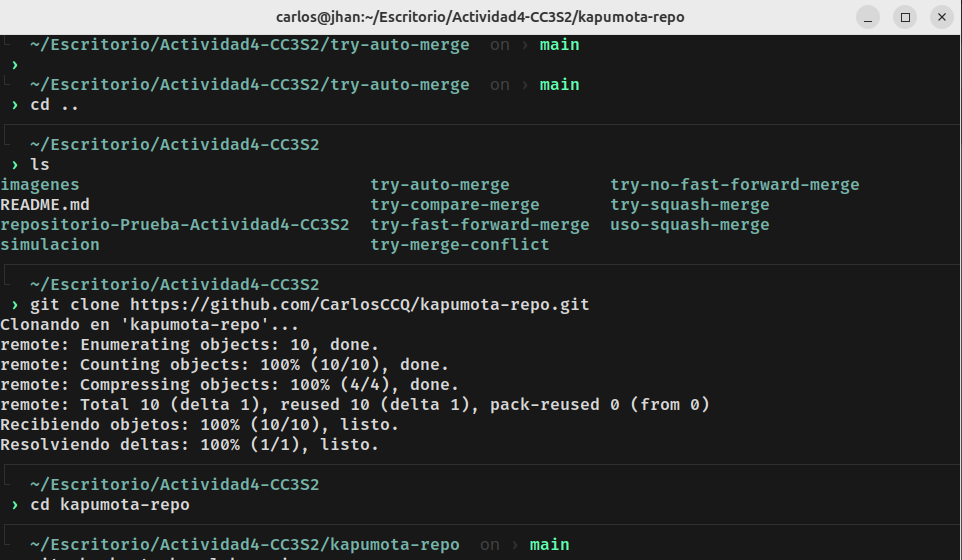 carlos@jhan:~/Escritorio/Actividad4-CC3S2/kapumota-repo
~/Escritorio/Actividad4-CC3S2/try-auto-merge on › main
›
~/Escritorio/Actividad4-CC3S2/try-auto-merge on › main
› cd ..
~/Escritorio/Actividad4-CC3S2
› ls
imagenes try-auto-merge try-no-fast-forward-merge
README.md try-compare-merge try-squash-merge
repositorio-Prueba-Actividad4-CC3S2 try-fast-forward-merge uso-squash-merge
simulacion try-merge-conflict
~/Escritorio/Actividad4-CC3S2
› git clone https://github.com/CarlosCCQ/kapumota-repo.git
Clonando en 'kapumota-repo'...
remote: Enumerating objects: 10, done.
remote: Counting objects: 100% (10/10), done.
remote: Compressing objects: 100% (4/4), done.
remote: Total 10 (delta 1), reused 10 (delta 1), pack-reused 0 (from 0)
Recibiendo objetos: 100% (10/10), listo.
Resolviendo deltas: 100% (1/1), listo.
~/Escritorio/Actividad4-CC3S2
› cd kapumota-repo
~/Escritorio/Actividad4-CC3S2/kapumota-repo on › main